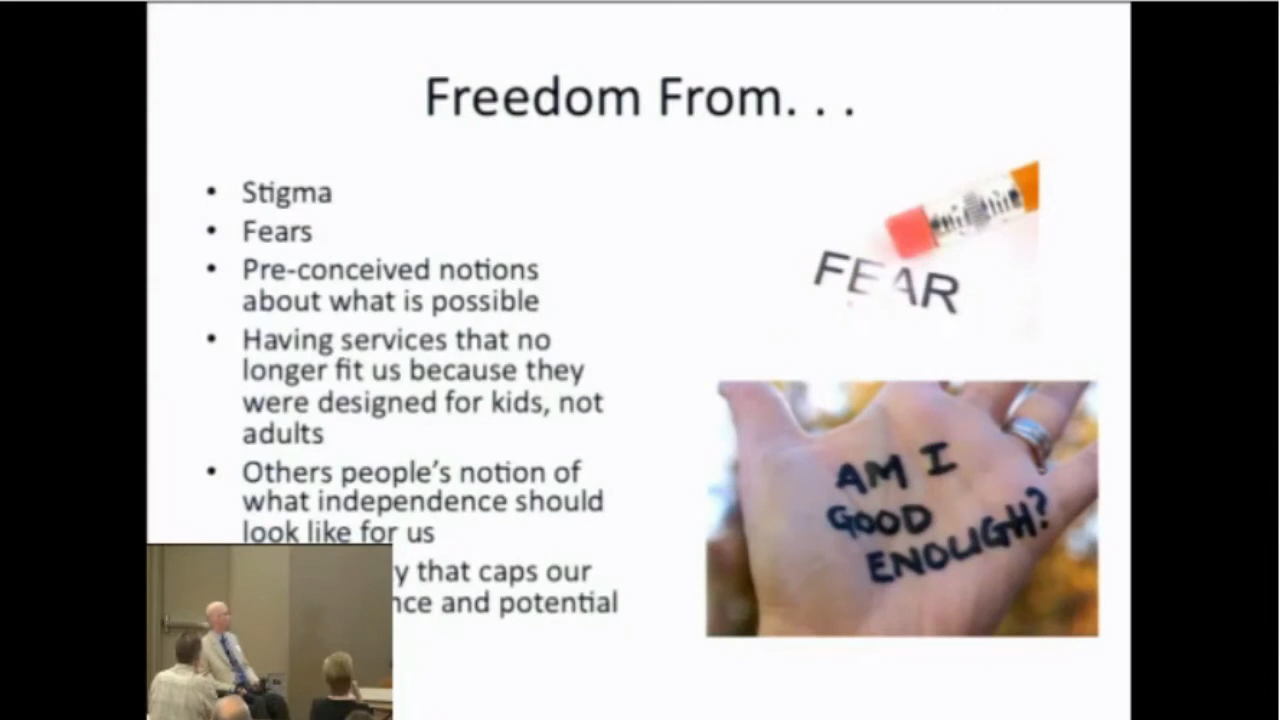 Freedom From. . .
• Stigma
• Fears
• Pre-conceived notions
about what is possible
• Having services that no
longer fit us because they
were designed for kids, not
adults
• Others people's notion of
what independence should
look like for us
that caps our
and potential
FEAR
AM I
GOOD
ENOUGH?